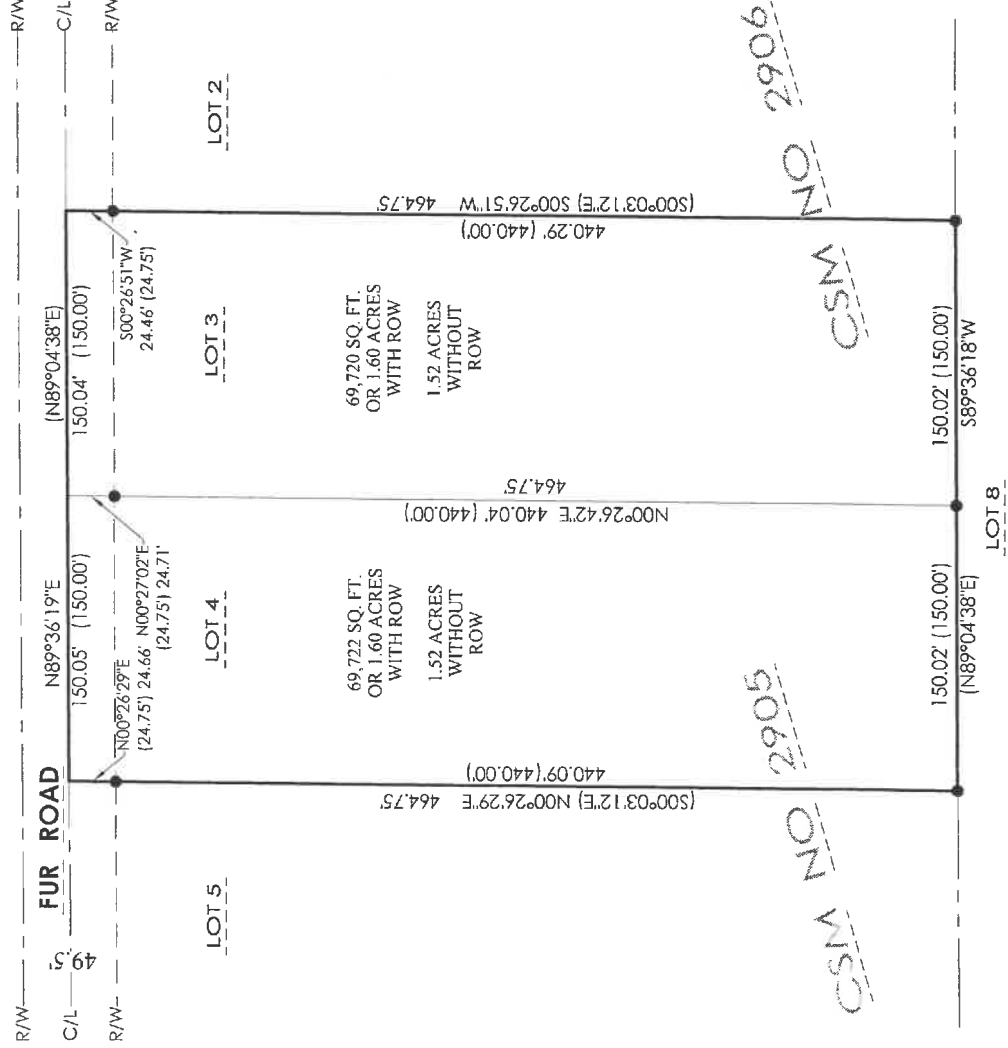 R/W
C/L
R/W
R/W
C/L
R/W
FUR ROAD
49.5'
N89°36'19"E
150.05' (150.00')
(N89°04'38"E)
150.04' (150.00')
N00°26'29"E
(24.75') 24.66'
N00°27'02"E
(24.75') 24.71'
S00°26'51"W
24.46' (24.75')
LOT 5
LOT 4
LOT 3
LOT 2
(S00°03'12"E) N00°26'29"E 464.75'
440.09 (440.00')
69,722 SQ. FT.
OR 1.60 ACRES
WITH ROW
1.52 ACRES
WITHOUT
ROW
N00°26'42"E 440.04' (440.00')
464.75'
69,720 SQ. FT.
OR 1.60 ACRES
WITH ROW
1.52 ACRES
WITHOUT
ROW
440.29' (440.00')
(S00°03'12"E) S00°26'51"W 464.75'
CSM NO 2905
CSM NO 2906
150.02' (150.00')
(N89°04'38"E)
150.02' (150.00')
S89°36'18"W
LOT 8